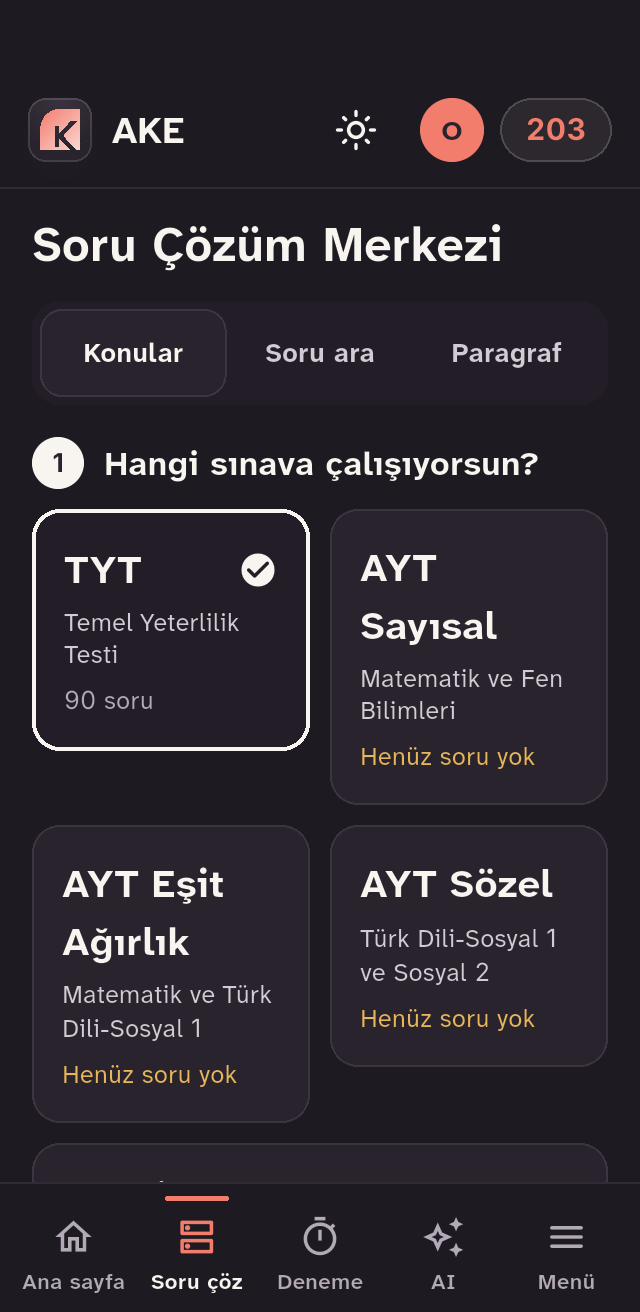 K
AKE
O
203
Soru Çözüm Merkezi
Konular
Soru ara
Paragraf
1
Hangi sınava çalışıyorsun?
TYT
Temel Yeterlilik
Testi
90 soru
AYT
Sayısal
Matematik ve Fen
Bilimleri
Henüz soru yok
AYT Eşit
Ağırlık
Matematik ve Türk
Dili-Sosyal 1
Henüz soru yok
AYT Sözel
Türk Dili-Sosyal 1
ve Sosyal 2
Henüz soru yok
Ana sayfa
Soru çöz
Deneme
AI
Menü